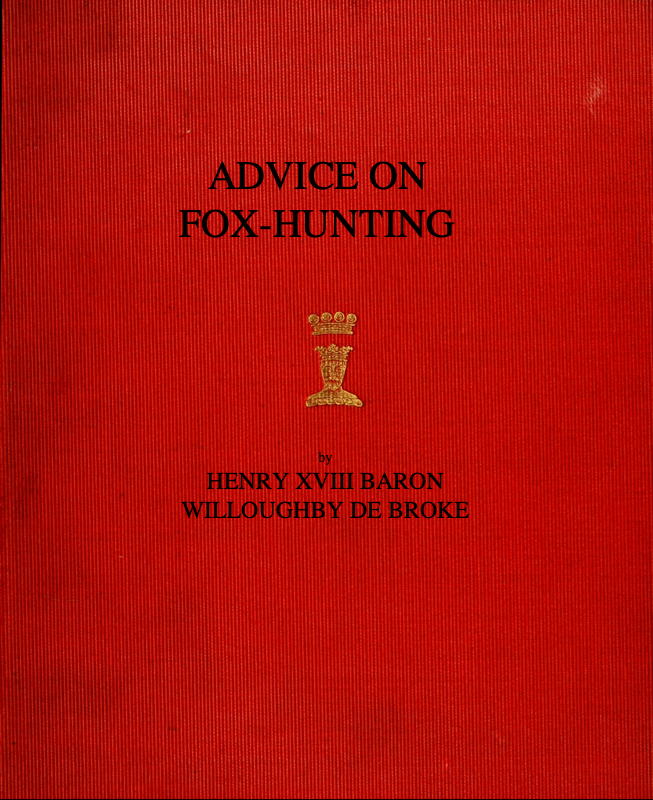 ADVICE ON
FOX-HUNTING
by
HENRY XVIII BARON
WILLOUGHBY DE BROKE